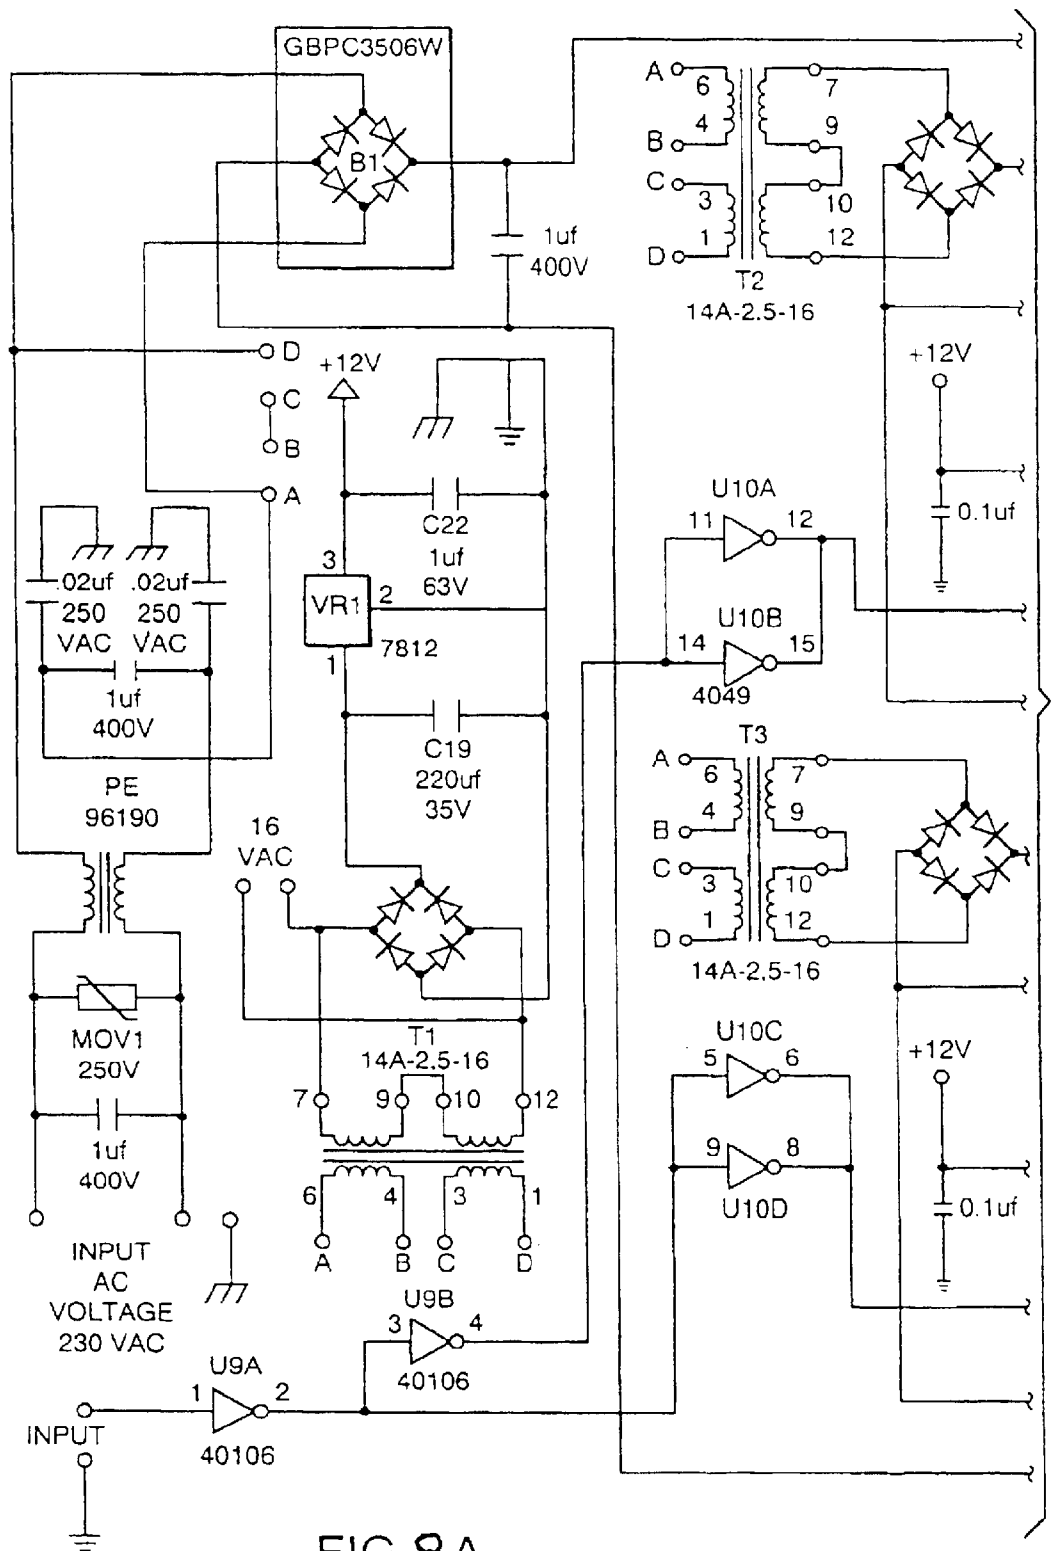 GBPC3506W
B1
1uf
400V
A
6
7
4
9
B
C
3
10
1
12
D
T2
14A-2.5-16
D
C
B
A
+12V
+12V
0.1uf
C22
1uf
63V
3
VR1
2
7812
1
U10A
11
12
U10B
14
15
4049
.02uf
250
VAC
.02uf
250
VAC
1uf
400V
PE
96190
C19
220uf
35V
16
VAC
T3
A
6
7
4
9
B
C
3
10
1
12
D
14A-2.5-16
MOV1
250V
1uf
400V
T1
14A-2.5-16
7
9
10
12
6
4
3
1
A
B
C
D
U10C
5
6
9
8
U10D
+12V
0.1uf
INPUT
AC
VOLTAGE
230 VAC
U9B
3
4
40106
U9A
1
2
40106
INPUT
FIG.8A